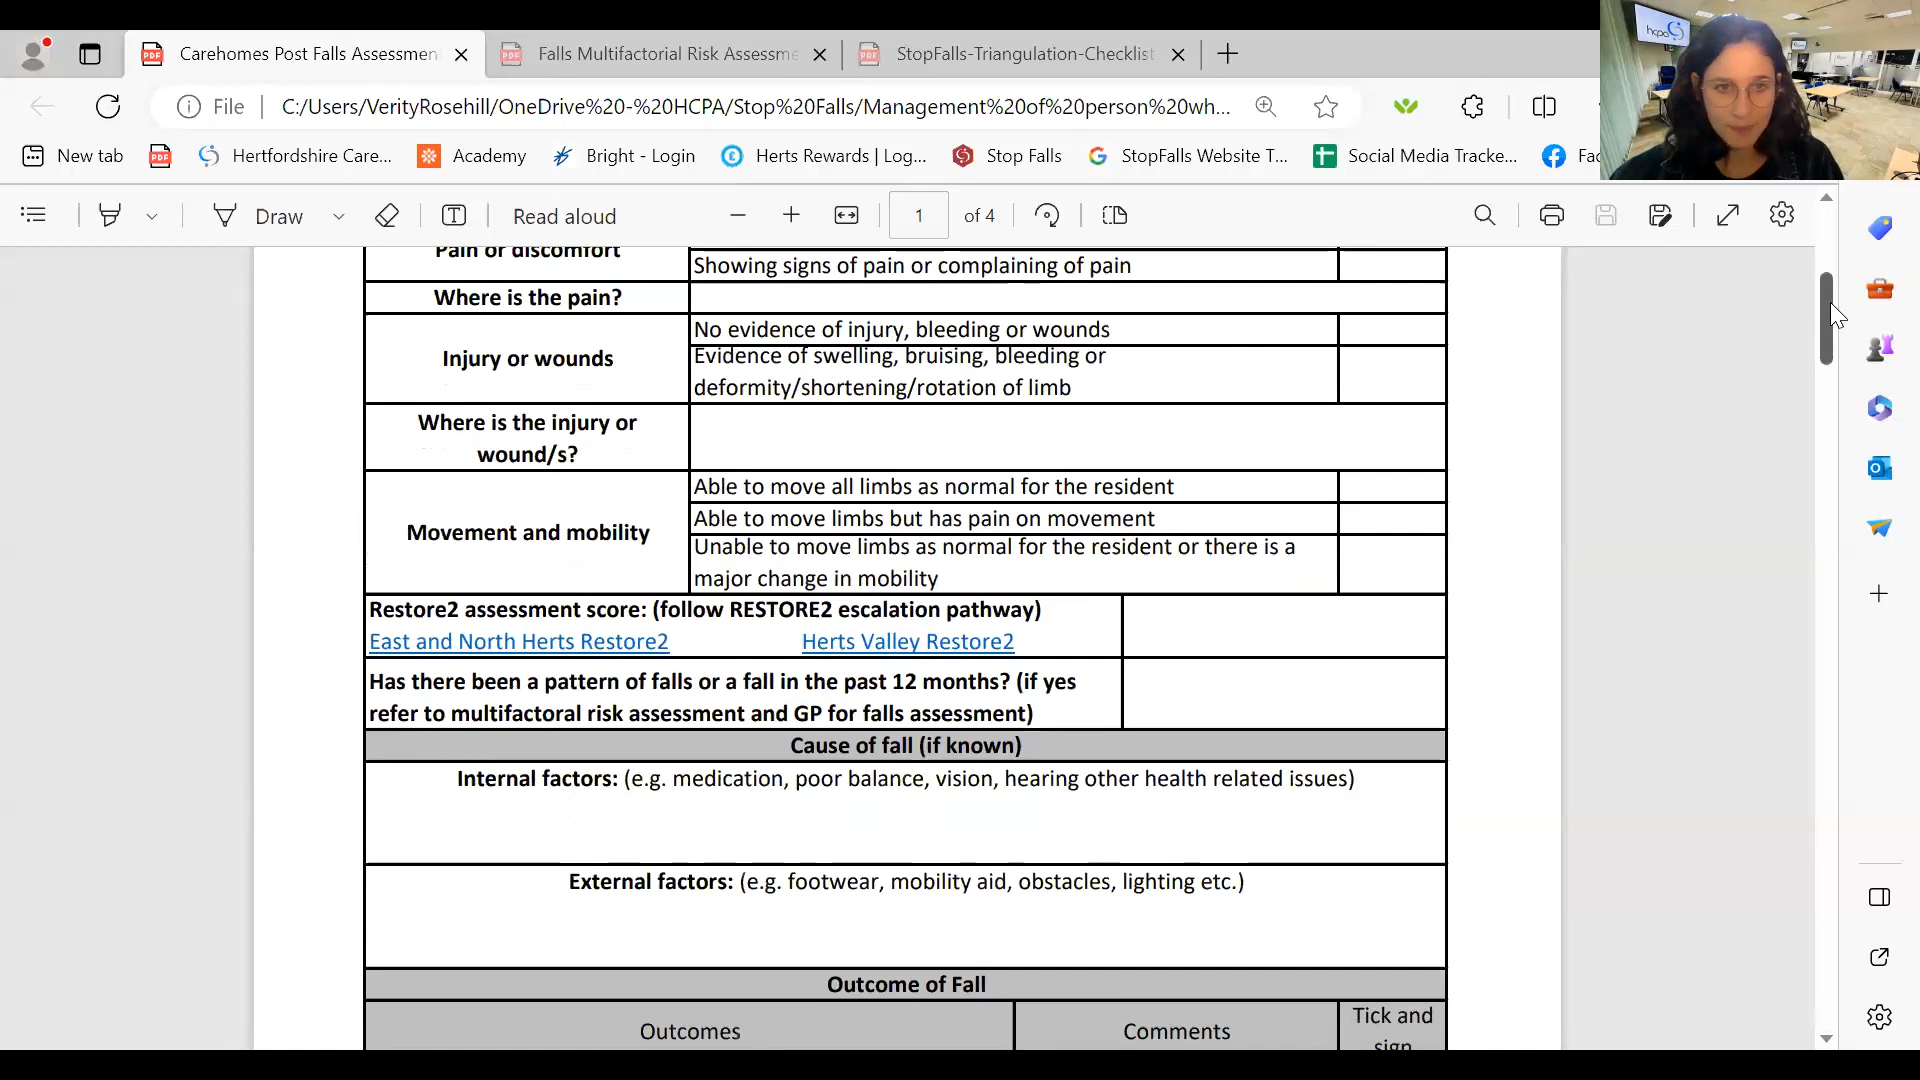 hcpa
Carehomes Post Falls Assessment
Falls Multifactorial Risk Assessme
StopFalls-Triangulation-Checklist
File
C:/Users/VerityRosehill/OneDrive%20-%20HCPA/Stop%20Falls/Management%20of%20person%20wh...
New tab
Hertfordshire Care...
Academy
Bright - Login
Herts Rewards | Log...
Stop Falls
StopFalls Website T...
Social Media Tracke...
Fac
Draw
Read aloud
1
of 4
Pain or discomfort
Showing signs of pain or complaining of pain
Where is the pain?
Injury or wounds
No evidence of injury, bleeding or wounds
Evidence of swelling, bruising, bleeding or
deformity/shortening/rotation of limb
Where is the injury or
wound/s?
Movement and mobility
Able to move all limbs as normal for the resident
Able to move limbs but has pain on movement
Unable to move limbs as normal for the resident or there is a
major change in mobility
Restore2 assessment score: (follow RESTORE2 escalation pathway)
East and North Herts Restore2 Herts Valley Restore2
Has there been a pattern of falls or a fall in the past 12 months? (if yes
refer to multifactoral risk assessment and GP for falls assessment)
Cause of fall (if known)
Internal factors: (e.g. medication, poor balance, vision, hearing other health related issues)
External factors: (e.g. footwear, mobility aid, obstacles, lighting etc.)
Outcome of Fall
Outcomes
Comments
Tick and
sign